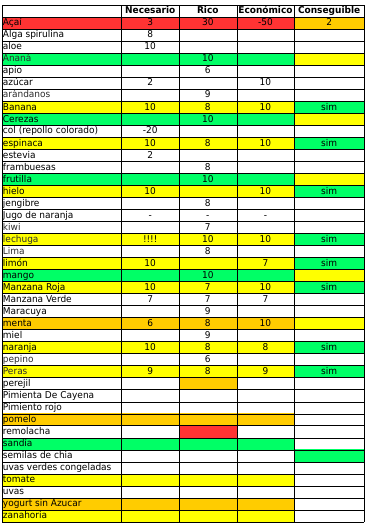 Necesario Rico Económico Conseguible
Açaí 3 30 -50 2
Alga spirulina 8
aloe 10
Ananá 10
apio 6
azúcar 2 10
arándanos 9
Banana 10 8 10 sim
Cerezas 10
col (repollo colorado) -20
espinaca 10 8 10 sim
estevia 2
frambuesas 8
frutilla 10
hielo 10 10 sim
jengibre 8
Jugo de naranja - - -
kiwi 7
lechuga !!!! 10 10 sim
Lima 8
limón 10 7 sim
mango 10
Manzana Roja 10 7 10 sim
Manzana Verde 7 7 7
Maracuya 9
menta 6 8 10
miel 9
naranja 10 8 8 sim
pepino 6
Peras 9 8 9 sim
perejil
Pimienta De Cayena
Pimiento rojo
pomelo
remolacha
sandía
semilas de chia
uvas verdes congeladas
tomate
uvas
yogurt sin Azucar
zanahoria